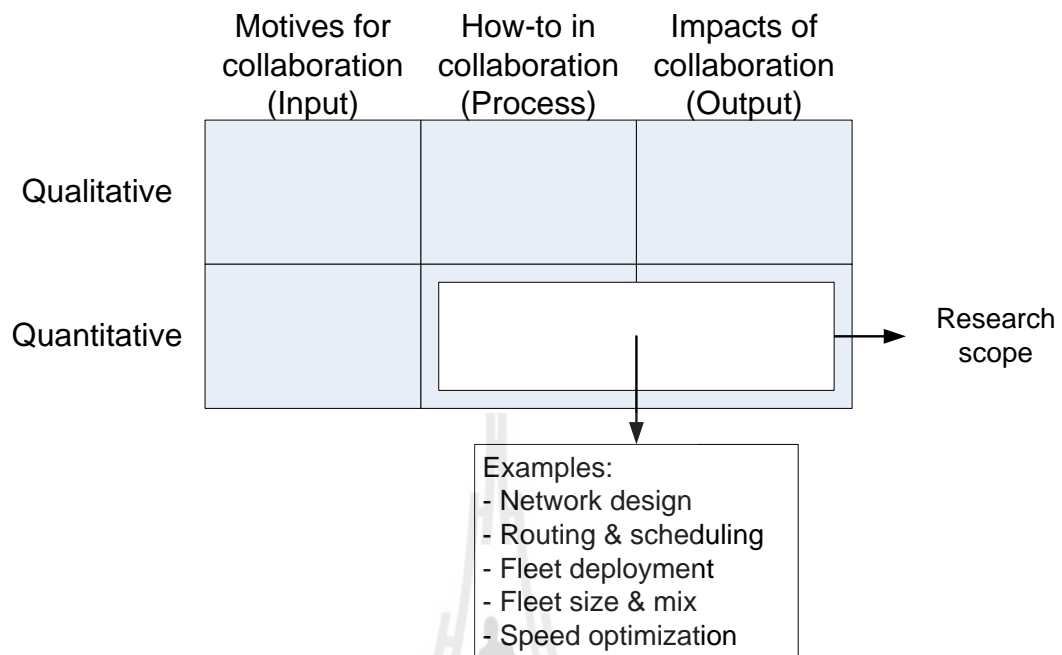 Motives for
collaboration
(Input)
How-to in
collaboration
(Process)
Impacts of
collaboration
(Output)
Qualitative
Quantitative
Research
scope
Examples:
- Network design
- Routing & scheduling
- Fleet deployment
- Fleet size & mix
- Speed optimization